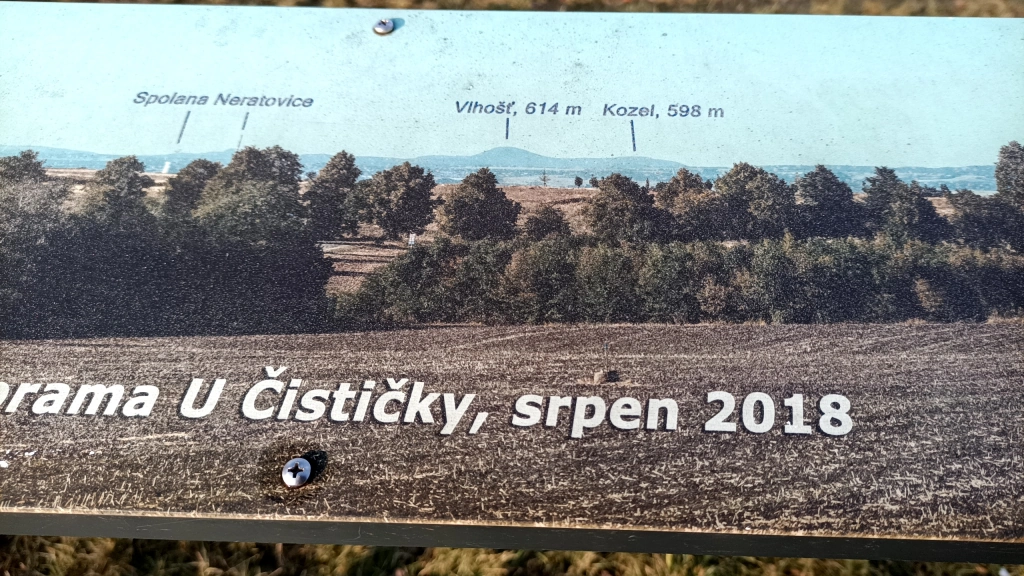 Spolana Neratovice
Vlhošť, 614 m
Kozel, 598 m
orama U Čističky, srpen 2018